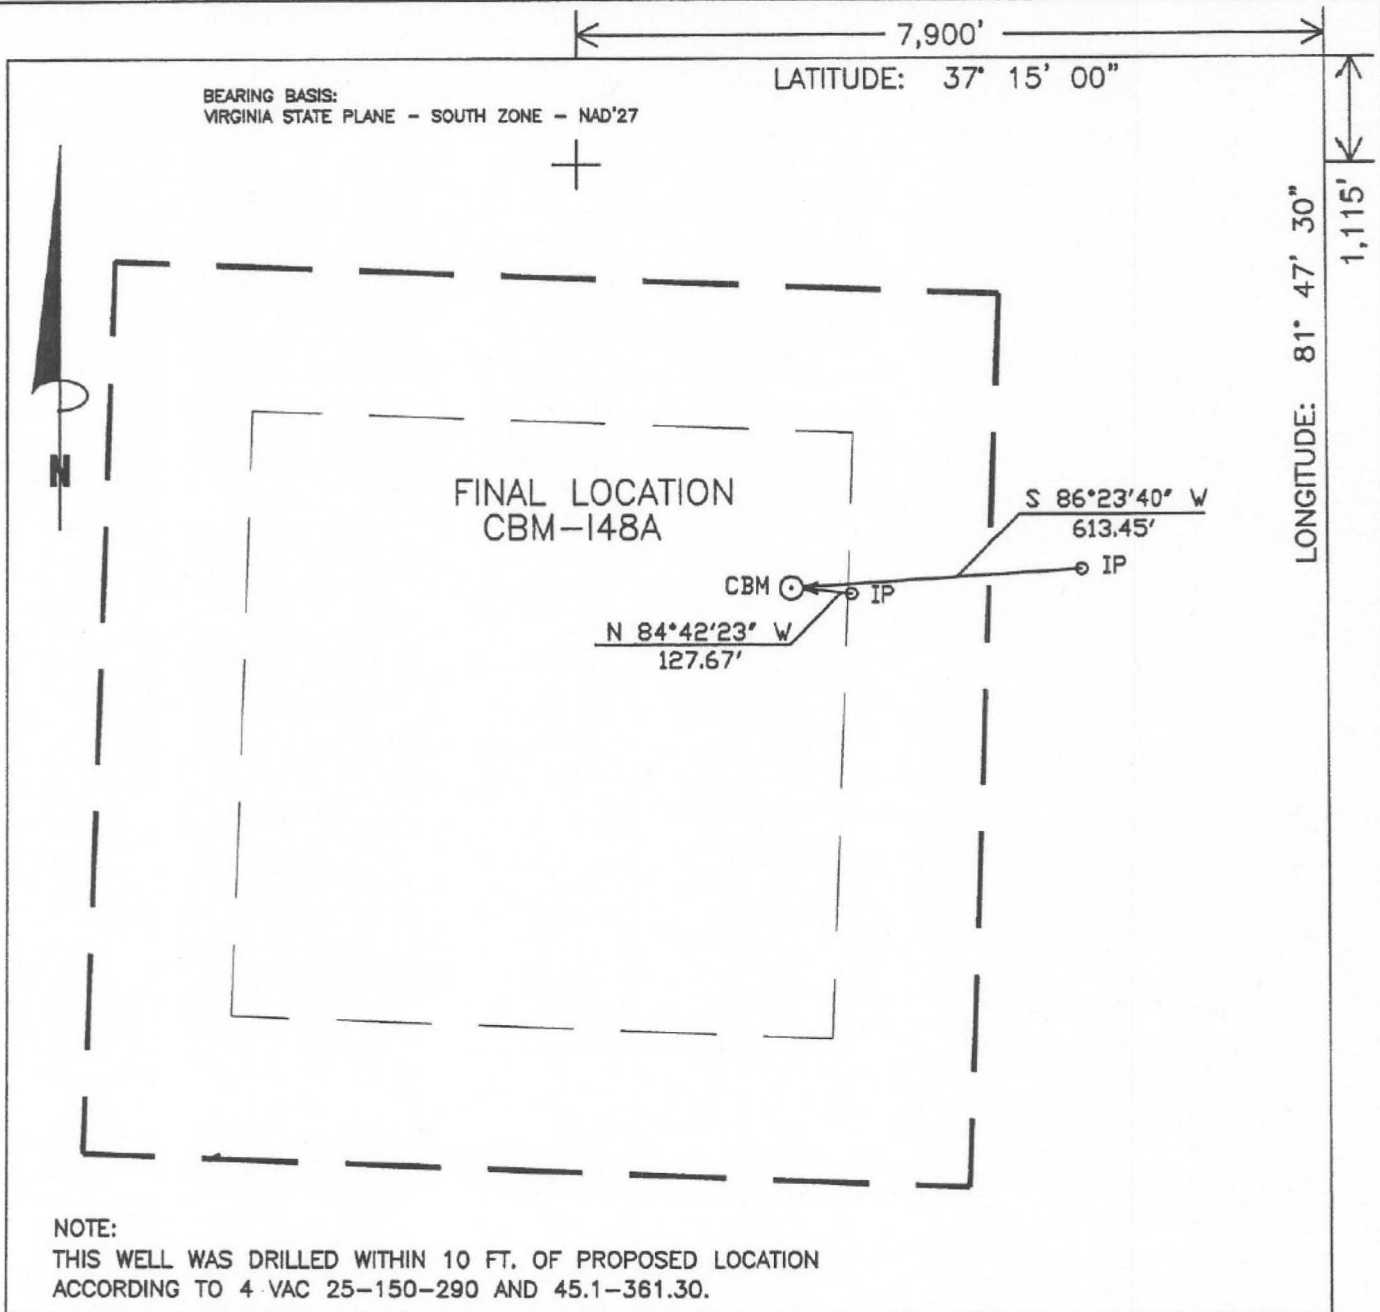 7,900'
LATITUDE: 37° 15' 00"
BEARING BASIS:
VIRGINIA STATE PLANE - SOUTH ZONE - NAD'27
1,115'
LONGITUDE: 81° 47' 30"
N
FINAL LOCATION
CBM-I48A
S 86°23'40" W
613.45'
IP
CBM
IP
N 84°42'23" W
127.67'
NOTE:
THIS WELL WAS DRILLED WITHIN 10 FT. OF PROPOSED LOCATION
ACCORDING TO 4 VAC 25-150-290 AND 45.1-361.30.